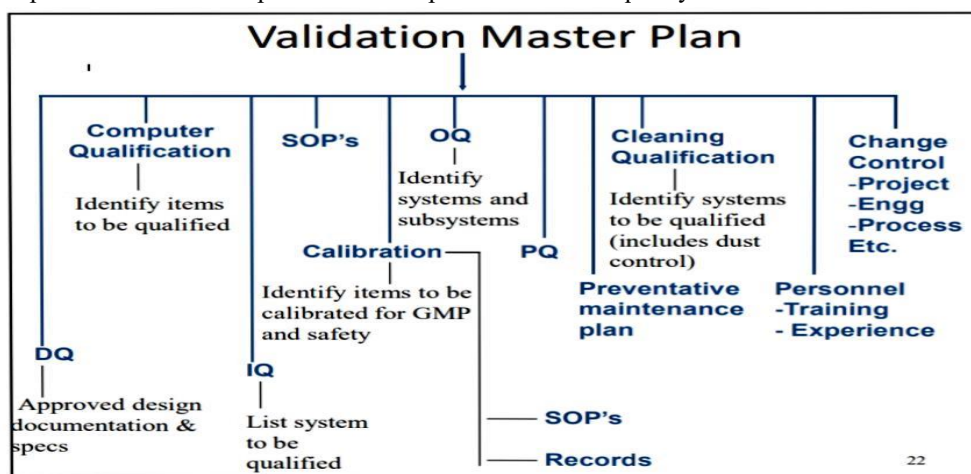 Validation Master Plan
Computer
Qualification
Identify items
to be qualified
SOP's
OQ
Identify
systems and
subsystems
Cleaning
Qualification
Identify systems
to be qualified
(includes dust
control)
Change
Control
-Project
-Engg
-Process
Etc.
Calibration
Identify items to be
calibrated for GMP
and safety
PQ
Preventative
maintenance
plan
Personnel
-Training
- Experience
DQ
Approved design
documentation &
specs
IQ
List system
to be
qualified
SOP's
Records
22